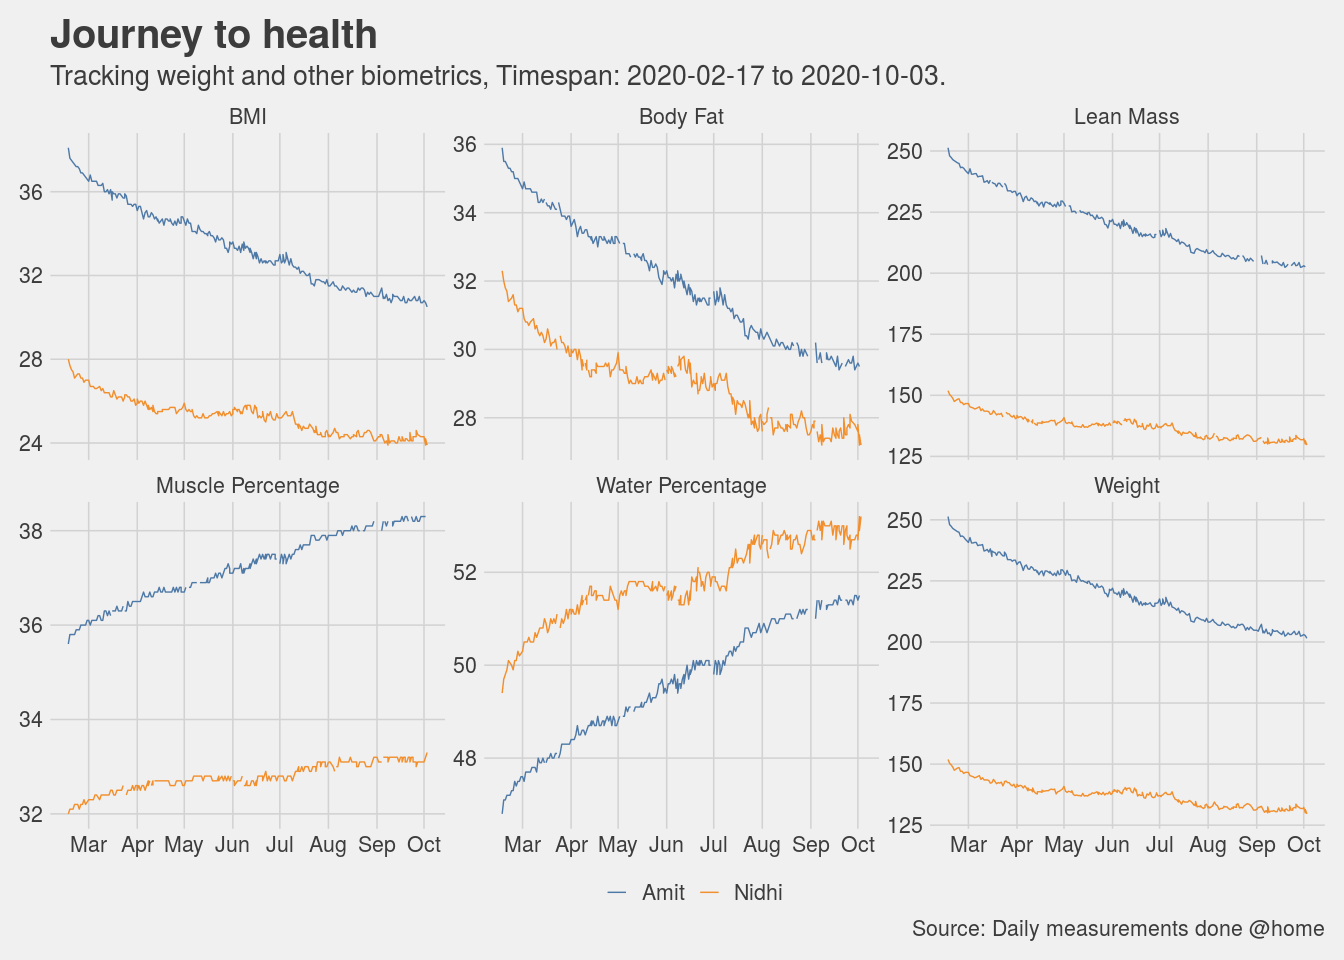 Journey to health
Tracking weight and other biometrics, Timespan: 2020-02-17 to 2020-10-03.
BMI
36
32
28
24
Body Fat
36
34
32
30
28
Lean Mass
250
225
200
175
150
125
Muscle Percentage
38
36
34
32
Mar Apr May Jun Jul Aug Sep Oct
Water Percentage
52
50
48
Mar Apr May Jun Jul Aug Sep Oct
Weight
250
225
200
175
150
125
Mar Apr May Jun Jul Aug Sep Oct
Amit Nidhi
Source: Daily measurements done @home